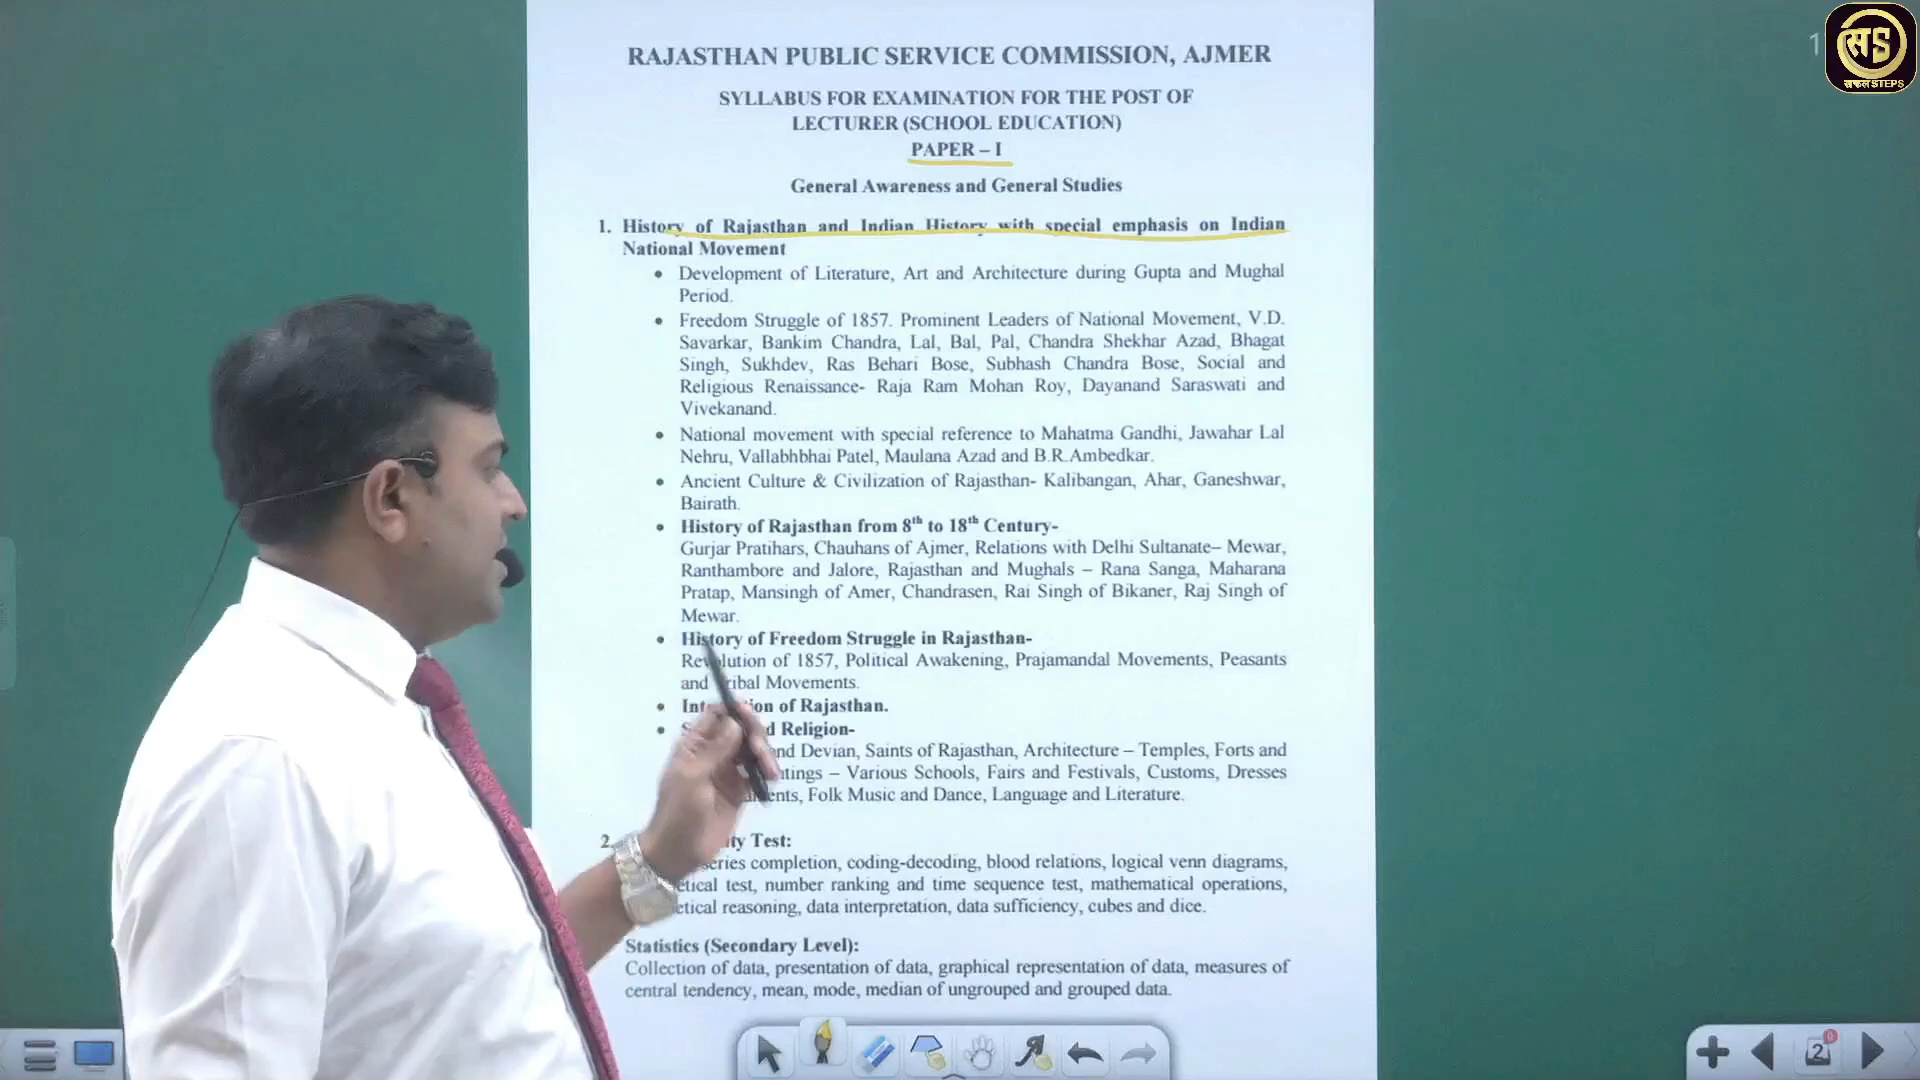 RAJASTHAN PUBLIC SERVICE COMMISSION, AJMER
1
सS
सफल STEPS
SYLLABUS FOR EXAMINATION FOR THE POST OF
LECTURER (SCHOOL EDUCATION)
PAPER – I
General Awareness and General Studies
1. History of Rajasthan and Indian History with special emphasis on Indian
National Movement
• Development of Literature, Art and Architecture during Gupta and Mughal
Period.
• Freedom Struggle of 1857. Prominent Leaders of National Movement, V.D.
Savarkar, Bankim Chandra, Lal, Bal, Pal, Chandra Shekhar Azad, Bhagat
Singh, Sukhdev, Ras Behari Bose, Subhash Chandra Bose, Social and
Religious Renaissance- Raja Ram Mohan Roy, Dayanand Saraswati and
Vivekanand.
• National movement with special reference to Mahatma Gandhi, Jawahar Lal
Nehru, Vallabhbhai Patel, Maulana Azad and B.R.Ambedkar.
• Ancient Culture & Civilization of Rajasthan- Kalibangan, Ahar, Ganeshwar,
Bairath.
• History of Rajasthan from 8th to 18th Century-
Gurjar Pratihars, Chauhans of Ajmer, Relations with Delhi Sultanate– Mewar,
Ranthambore and Jalore, Rajasthan and Mughals – Rana Sanga, Maharana
Pratap, Mansingh of Amer, Chandrasen, Rai Singh of Bikaner, Raj Singh of
Mewar.
• History of Freedom Struggle in Rajasthan-
Revolution of 1857, Political Awakening, Prajamandal Movements, Peasants
and Tribal Movements.
• of Rajasthan.
• Religion-
and Devian, Saints of Rajasthan, Architecture – Temples, Forts and
– Various Schools, Fairs and Festivals, Customs, Dresses
Folk Music and Dance, Language and Literature.
2. Test:
completion, coding-decoding, blood relations, logical venn diagrams,
test, number ranking and time sequence test, mathematical operations,
reasoning, data interpretation, data sufficiency, cubes and dice.
Statistics (Secondary Level):
Collection of data, presentation of data, graphical representation of data, measures of
central tendency, mean, mode, median of ungrouped and grouped data.
2
0